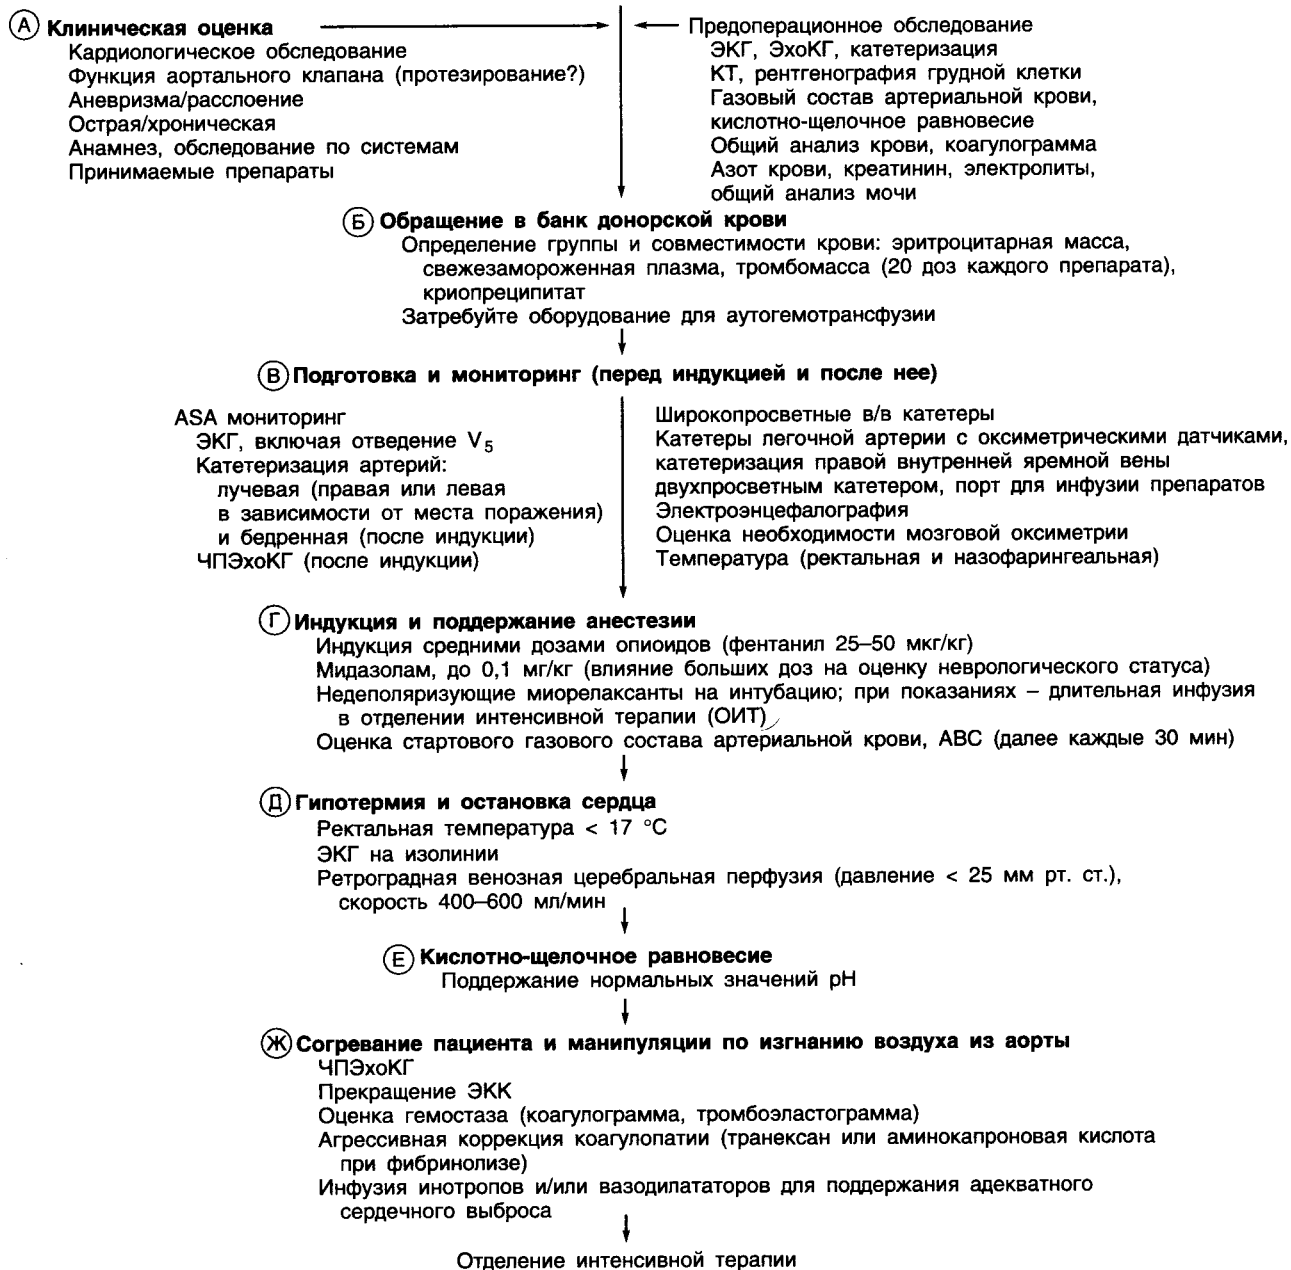 А Клиническая оценка
Кардиологическое обследование
Функция аортального клапана (протезирование?)
Аневризма/расслоение
Острая/хроническая
Анамнез, обследование по системам
Принимаемые препараты
Предоперационное обследование
ЭКГ, ЭхоКГ, катетеризация
КТ, рентгенография грудной клетки
Газовый состав артериальной крови,
кислотно-щелочное равновесие
Общий анализ крови, коагулограмма
Азот крови, креатинин, электролиты,
общий анализ мочи
Б Обращение в банк донорской крови
Определение группы и совместимости крови: эритроцитарная масса,
свежезамороженная плазма, тромбомасса (20 доз каждого препарата),
криопреципитат
Затребуйте оборудование для аутогемотрансфузии
В Подготовка и мониторинг (перед индукцией и после нее)
ASA мониторинг
ЭКГ, включая отведение V5
Катетеризация артерий:
лучевая (правая или левая
в зависимости от места поражения)
и бедренная (после индукции)
ЧПЭхоКГ (после индукции)
Широкопросветные в/в катетеры
Катетеры легочной артерии с оксиметрическими датчиками,
катетеризация правой внутренней яремной вены
двухпросветным катетером, порт для инфузии препаратов
Электроэнцефалография
Оценка необходимости мозговой оксиметрии
Температура (ректальная и назофарингеальная)
Г Индукция и поддержание анестезии
Индукция средними дозами опиоидов (фентанил 25–50 мкг/кг)
Мидазолам, до 0,1 мг/кг (влияние больших доз на оценку неврологического статуса)
Недеполяризующие миорелаксанты на интубацию; при показаниях – длительная инфузия
в отделении интенсивной терапии (ОИТ)
Оценка стартового газового состава артериальной крови, АВС (далее каждые 30 мин)
Д Гипотермия и остановка сердца
Ректальная температура < 17 °С
ЭКГ на изолинии
Ретроградная венозная церебральная перфузия (давление < 25 мм рт. ст.),
скорость 400–600 мл/мин
Е Кислотно-щелочное равновесие
Поддержание нормальных значений pH
Ж Согревание пациента и манипуляции по изгнанию воздуха из аорты
ЧПЭхоКГ
Прекращение ЭКК
Оценка гемостаза (коагулограмма, тромбоэластограмма)
Агрессивная коррекция коагулопатии (транексан или аминокапроновая кислота
при фибринолизе)
Инфузия инотропов и/или вазодилататоров для поддержания адекватного
сердечного выброса
Отделение интенсивной терапии